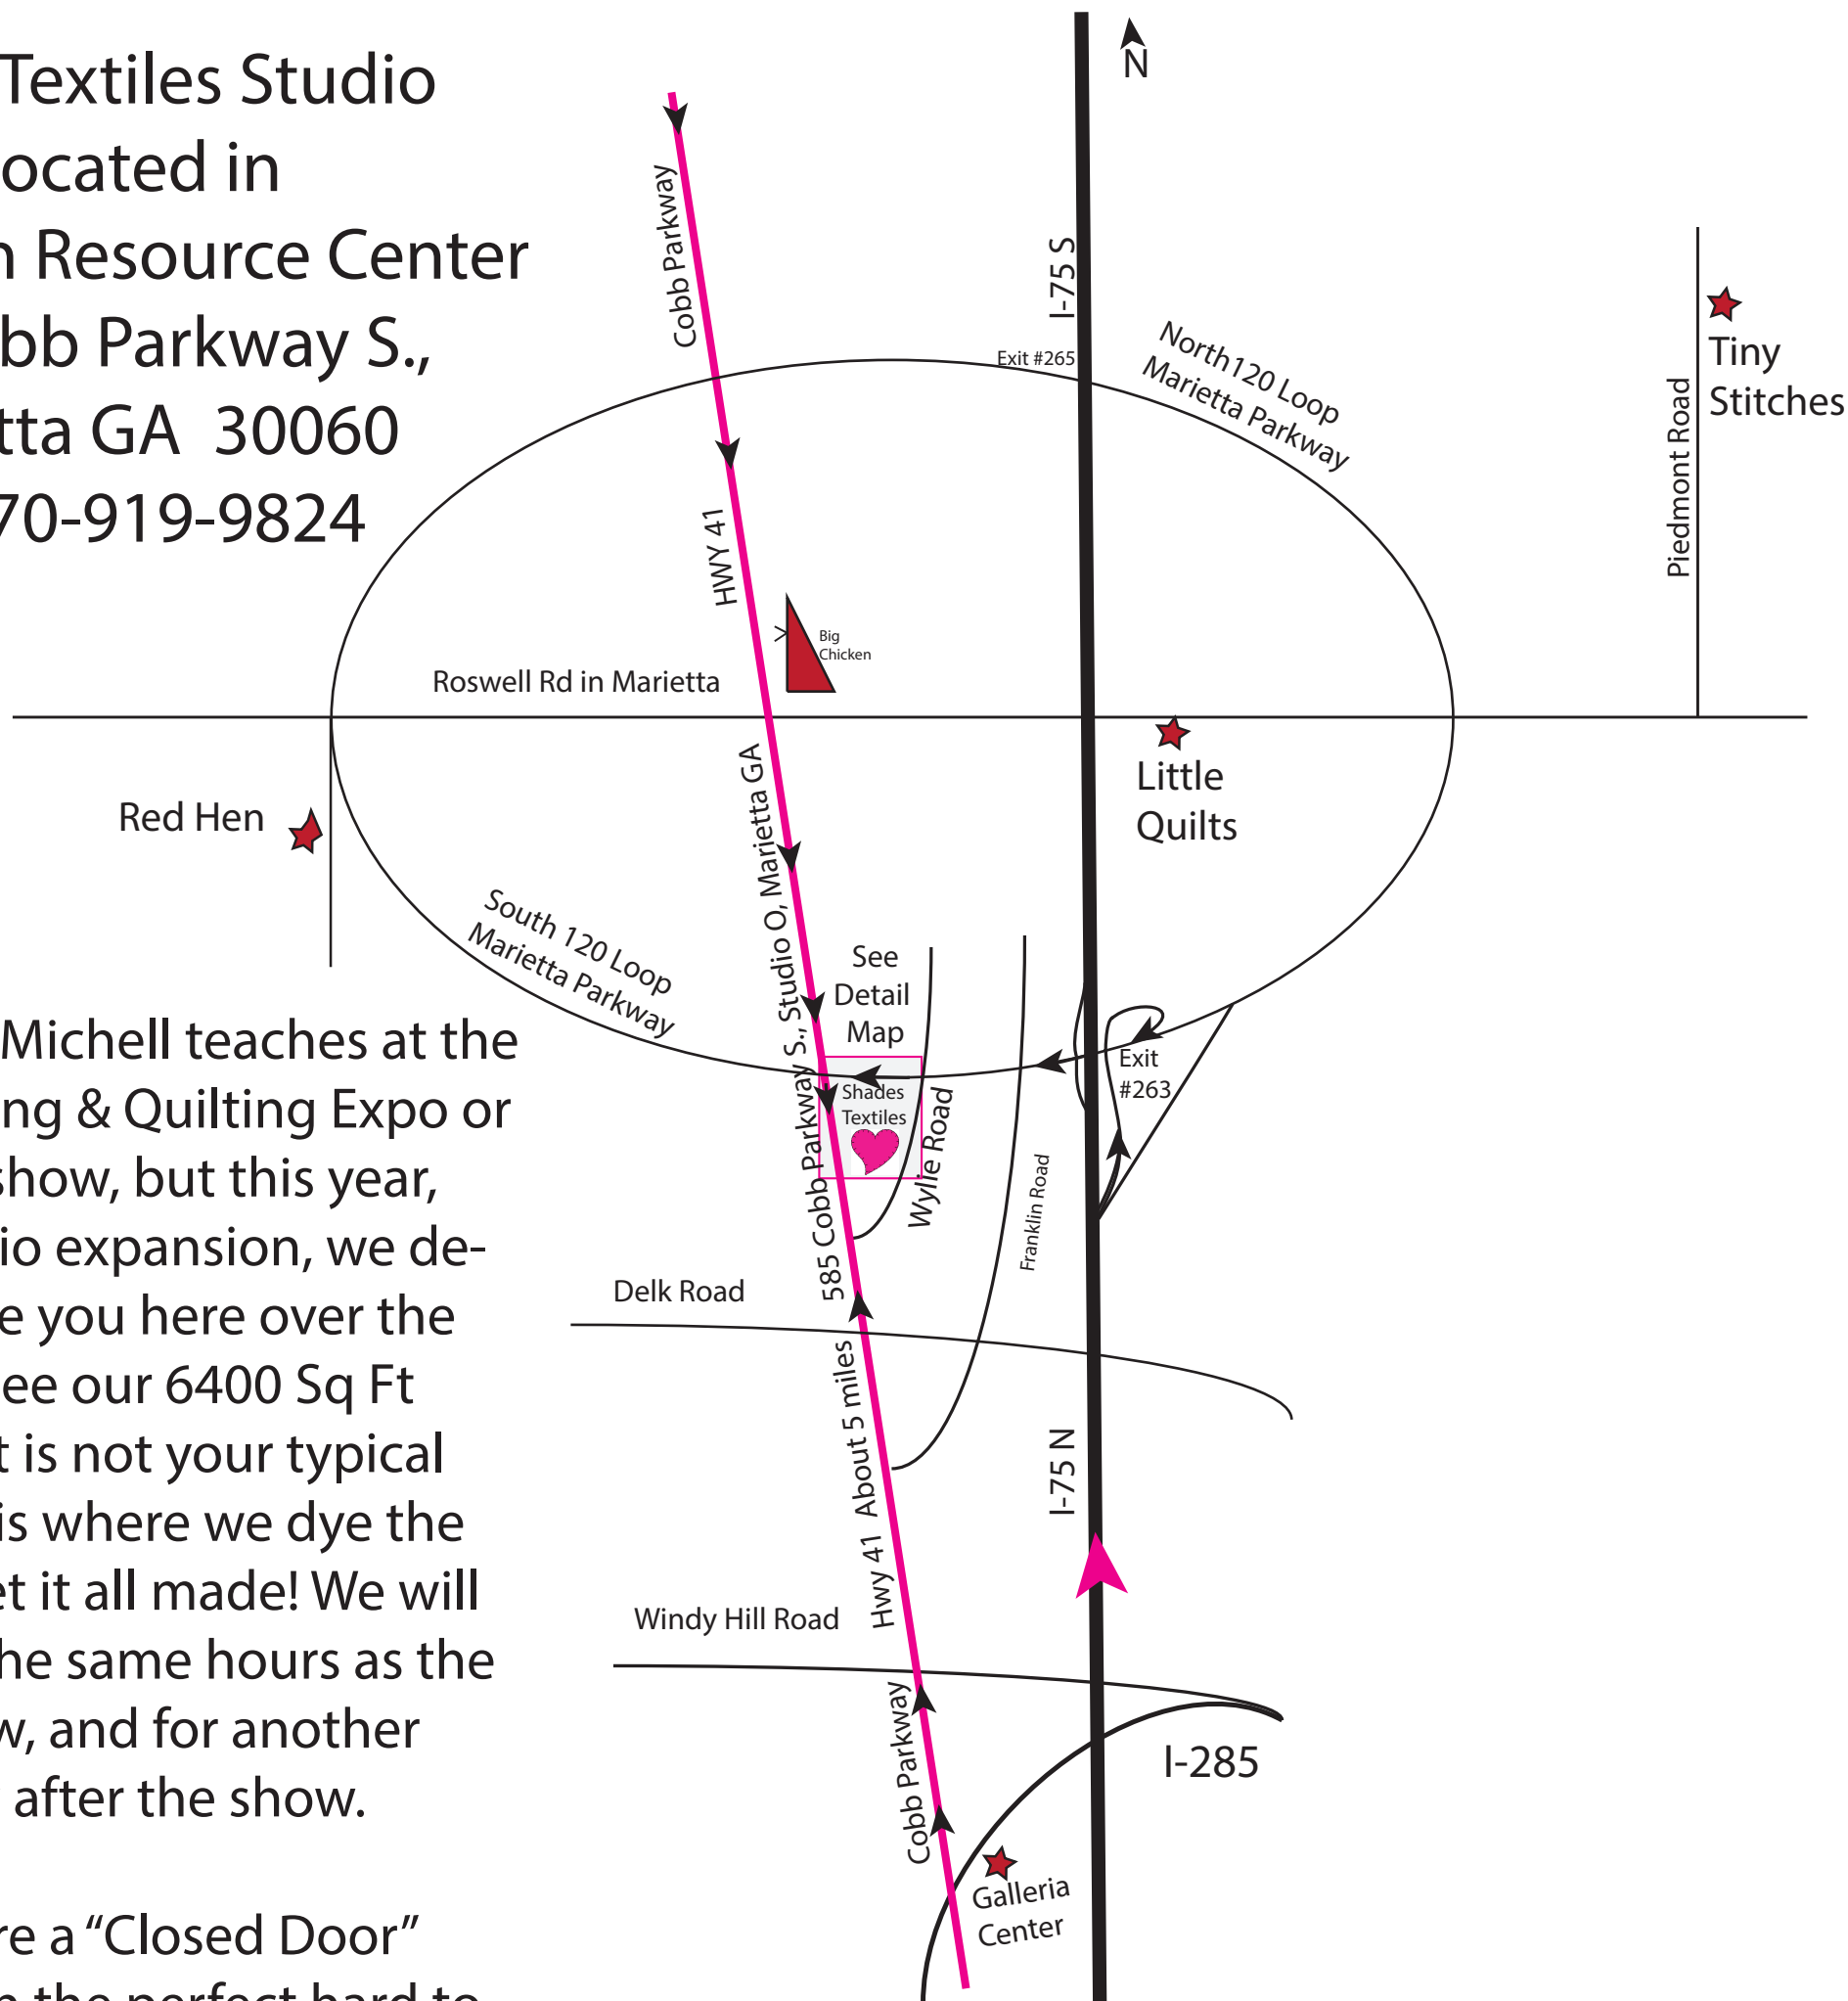 Textiles Studio
ocated in
n Resource Center
bb Parkway S.,
tta GA 30060
70-919-9824
Michell teaches at the
ng & Quilting Expo or
show, but this year,
io expansion, we de-
e you here over the
ee our 6400 Sq Ft
t is not your typical
is where we dye the
et it all made! We will
he same hours as the
w, and for another
after the show.
re a “Closed Door”
n the perfect hard to
N
Cobb Parkway
HWY 41
I-75 S
Exit #265
North120 Loop
Marietta Parkway
Piedmont Road
Tiny
Stitches
Big
Chicken
Roswell Rd in Marietta
Red Hen
Little
Quilts
South 120 Loop
Marietta Parkway
585 Cobb Parkway S., Studio O, Marietta GA
See
Detail
Map
Shades
Textiles
Wylie Road
Franklin Road
Exit
#263
Delk Road
Hwy 41 About 5 miles
I-75 N
Windy Hill Road
Cobb Parkway
I-285
Galleria
Center